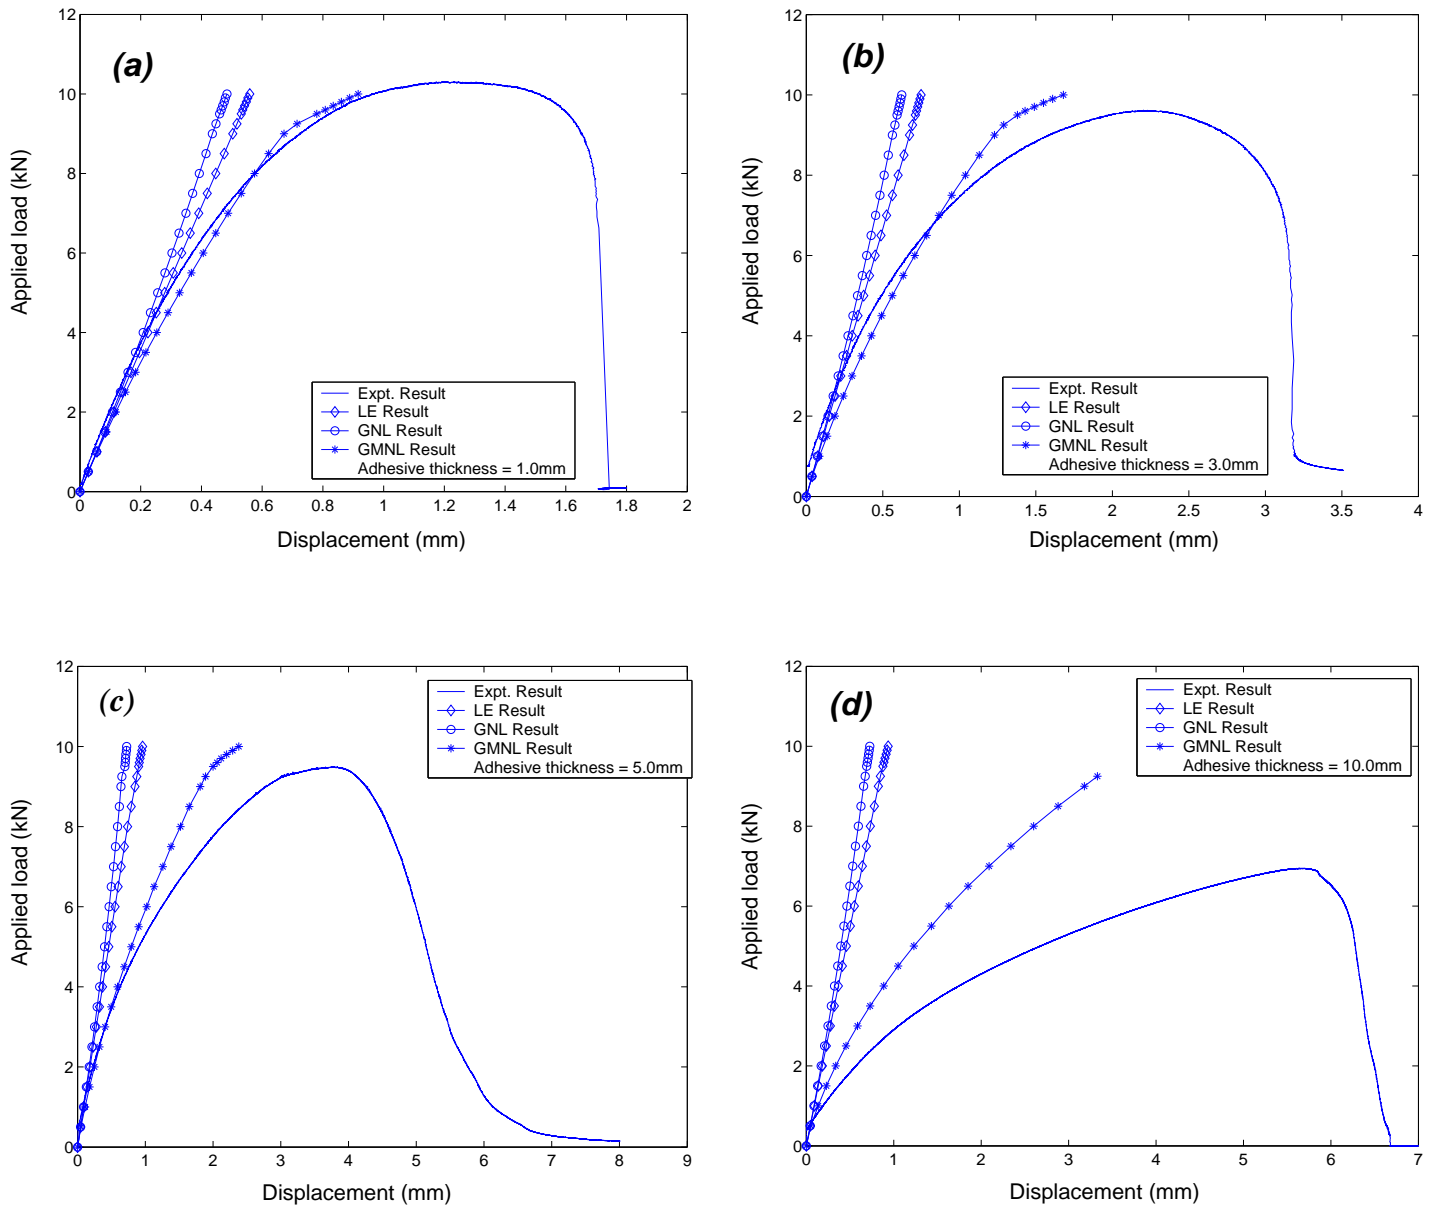 (a)
12
10
8
6
4
2
0
Applied load (kN)
Expt. Result
LE Result
GNL Result
GMNL Result
Adhesive thickness = 1.0mm
0 0.2 0.4 0.6 0.8 1 1.2 1.4 1.6 1.8 2
Displacement (mm)
(b)
12
10
8
6
4
2
0
Applied load (kN)
Expt. Result
LE Result
GNL Result
GMNL Result
Adhesive thickness = 3.0mm
0 0.5 1 1.5 2 2.5 3 3.5 4
Displacement (mm)
(c)
12
10
8
6
4
2
0
Applied load (kN)
Expt. Result
LE Result
GNL Result
GMNL Result
Adhesive thickness = 5.0mm
0 1 2 3 4 5 6 7 8 9
Displacement (mm)
(d)
12
10
8
6
4
2
0
Applied load (kN)
Expt. Result
LE Result
GNL Result
GMNL Result
Adhesive thickness = 10.0mm
0 1 2 3 4 5 6 7
Displacement (mm)